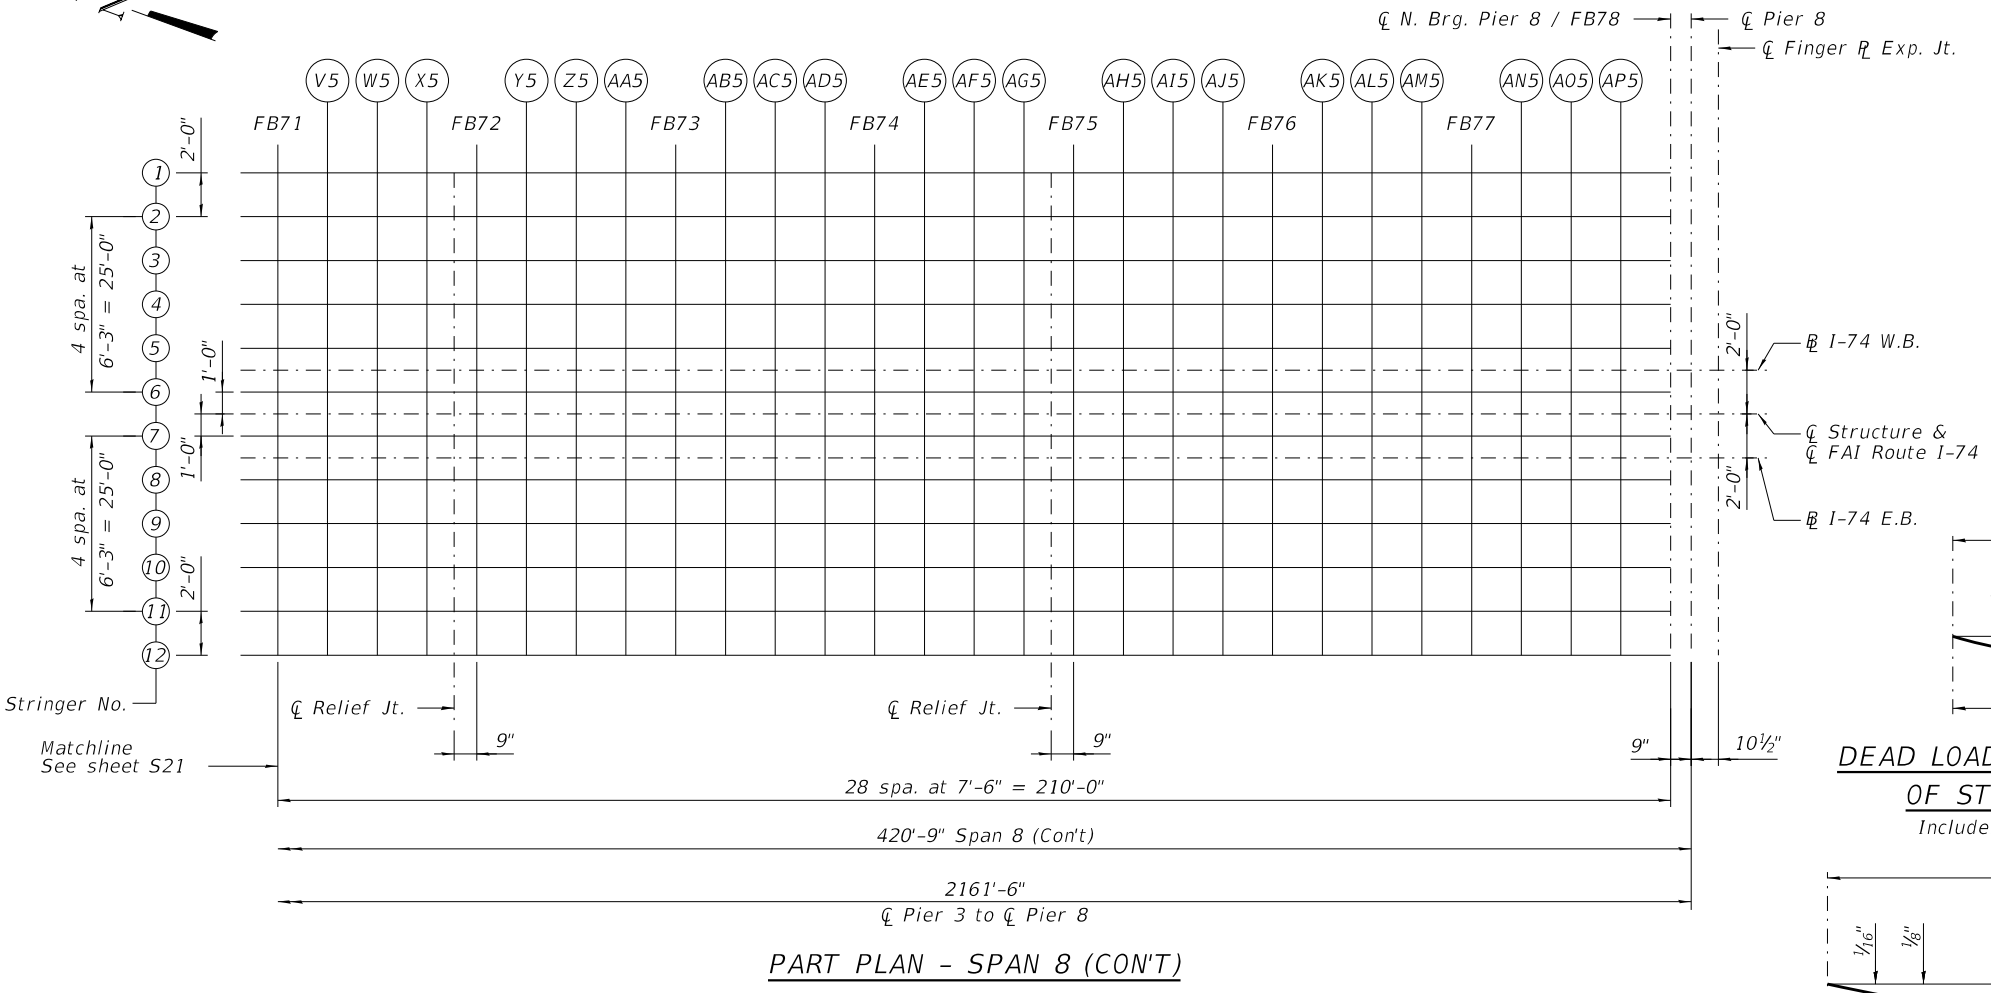 N
℄ N. Brg. Pier 8 / FB78
℄ Pier 8
℄ Finger ℄ Exp. Jt.
V5 W5 X5 Y5 Z5 AA5 AB5 AC5 AD5 AE5 AF5 AG5 AH5 AI5 AJ5 AK5 AL5 AM5 AN5 AO5 AP5
FB71 FB72 FB73 FB74 FB75 FB76 FB77
2'-0"
1
2
3
4
5
6
7
8
9
10
11
12
4 spa. at
6'-3" = 25'-0"
1'-0"
1'-0"
4 spa. at
6'-3" = 25'-0"
2'-0"
2'-0"
2'-0"
B̵L I-74 W.B.
℄ Structure &
℄ FAI Route I-74
B̵L I-74 E.B.
Stringer No.
℄ Relief Jt.
℄ Relief Jt.
9"
9"
9"
10½"
Matchline
See sheet S21
28 spa. at 7'-6" = 210'-0"
420'-9" Span 8 (Con't)
2161'-6"
℄ Pier 3 to ℄ Pier 8
PART PLAN - SPAN 8 (CON'T)
DEAD LOAD
OF ST
Include
1/16"
1/8"